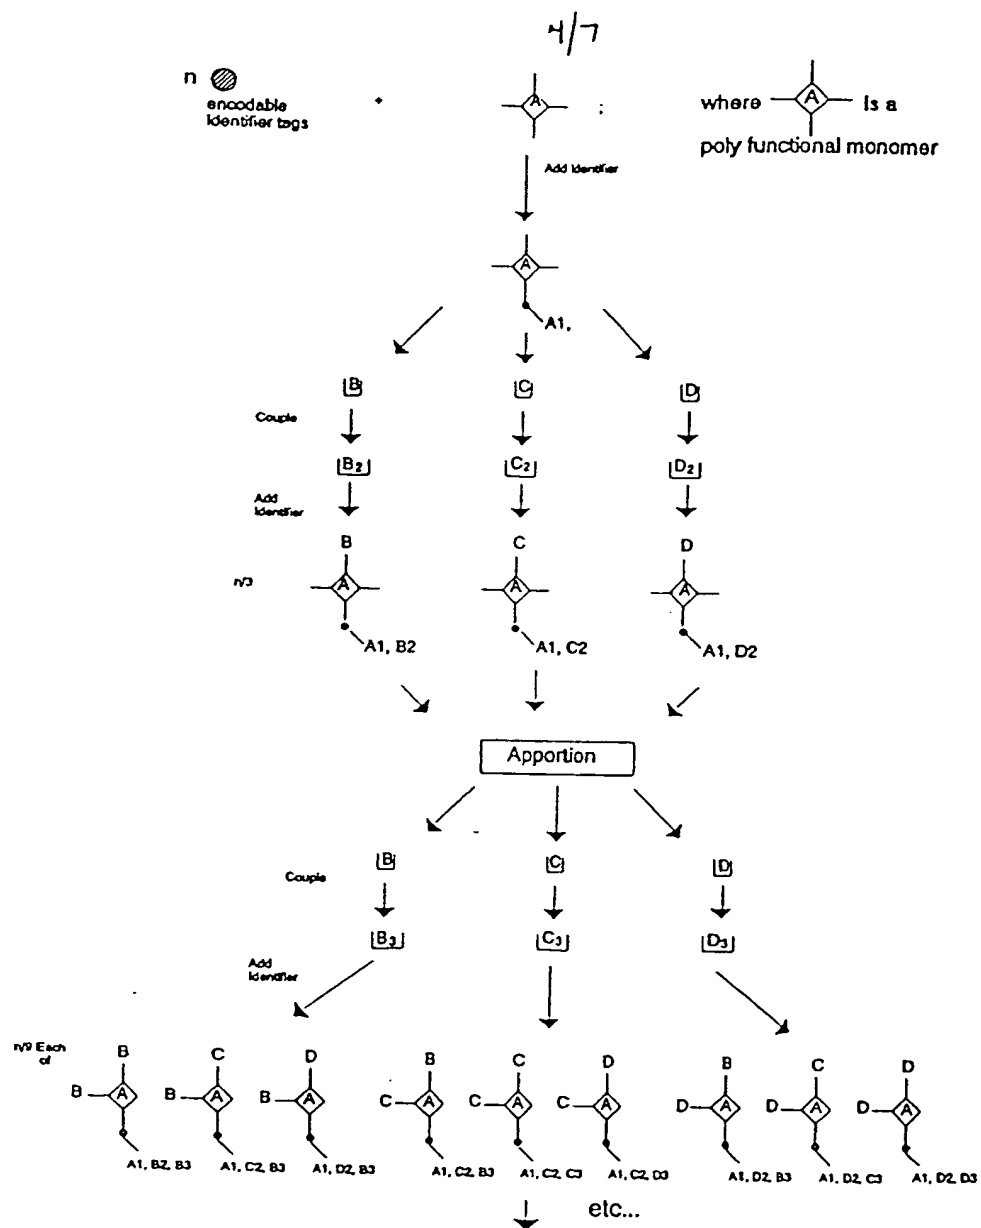 4/7
n
encodable
Identifier tags
+
A
;
where A is a
poly functional monomer
Add Identifier
A
A1,
B C D
Couple
B2 C2 D2
Add
Identifier
B C D
n/3
A A A
A1, B2 A1, C2 A1, D2
Apportion
B C D
Couple
B3 C3 D3
Add
Identifier
n/9 Each
of
B C D B C D B C D
B A B A B A C A C A C A D A D A D A
A1, B2, B3 A1, C2, B3 A1, D2, B3 A1, C2, B3 A1, C2, C3 A1, C2, D3 A1, D2, B3 A1, D2, C3 A1, D2, D3
etc...